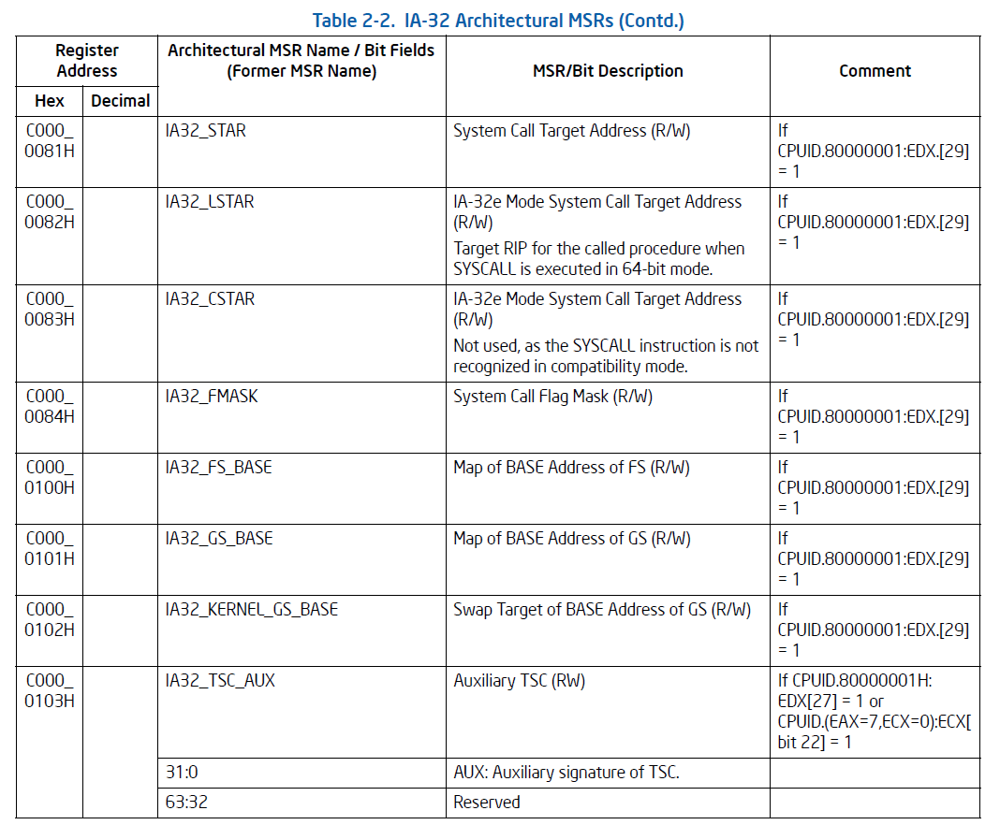 Table 2-2. IA-32 Architectural MSRs (Contd.)
Register
Address
Architectural MSR Name / Bit Fields
(Former MSR Name)
MSR/Bit Description
Comment
Hex
Decimal
C000_
0081H
IA32_STAR
System Call Target Address (R/W)
If
CPUID.80000001:EDX.[29]
= 1
C000_
0082H
IA32_LSTAR
IA-32e Mode System Call Target Address
(R/W)
Target RIP for the called procedure when
SYSCALL is executed in 64-bit mode.
If
CPUID.80000001:EDX.[29]
= 1
C000_
0083H
IA32_CSTAR
IA-32e Mode System Call Target Address
(R/W)
Not used, as the SYSCALL instruction is not
recognized in compatibility mode.
If
CPUID.80000001:EDX.[29]
= 1
C000_
0084H
IA32_FMASK
System Call Flag Mask (R/W)
If
CPUID.80000001:EDX.[29]
= 1
C000_
0100H
IA32_FS_BASE
Map of BASE Address of FS (R/W)
If
CPUID.80000001:EDX.[29]
= 1
C000_
0101H
IA32_GS_BASE
Map of BASE Address of GS (R/W)
If
CPUID.80000001:EDX.[29]
= 1
C000_
0102H
IA32_KERNEL_GS_BASE
Swap Target of BASE Address of GS (R/W)
If
CPUID.80000001:EDX.[29]
= 1
C000_
0103H
IA32_TSC_AUX
Auxiliary TSC (RW)
If CPUID.80000001H:
EDX[27] = 1 or
CPUID.(EAX=7,ECX=0):ECX[
bit 22] = 1
31:0
AUX: Auxiliary signature of TSC.
63:32
Reserved